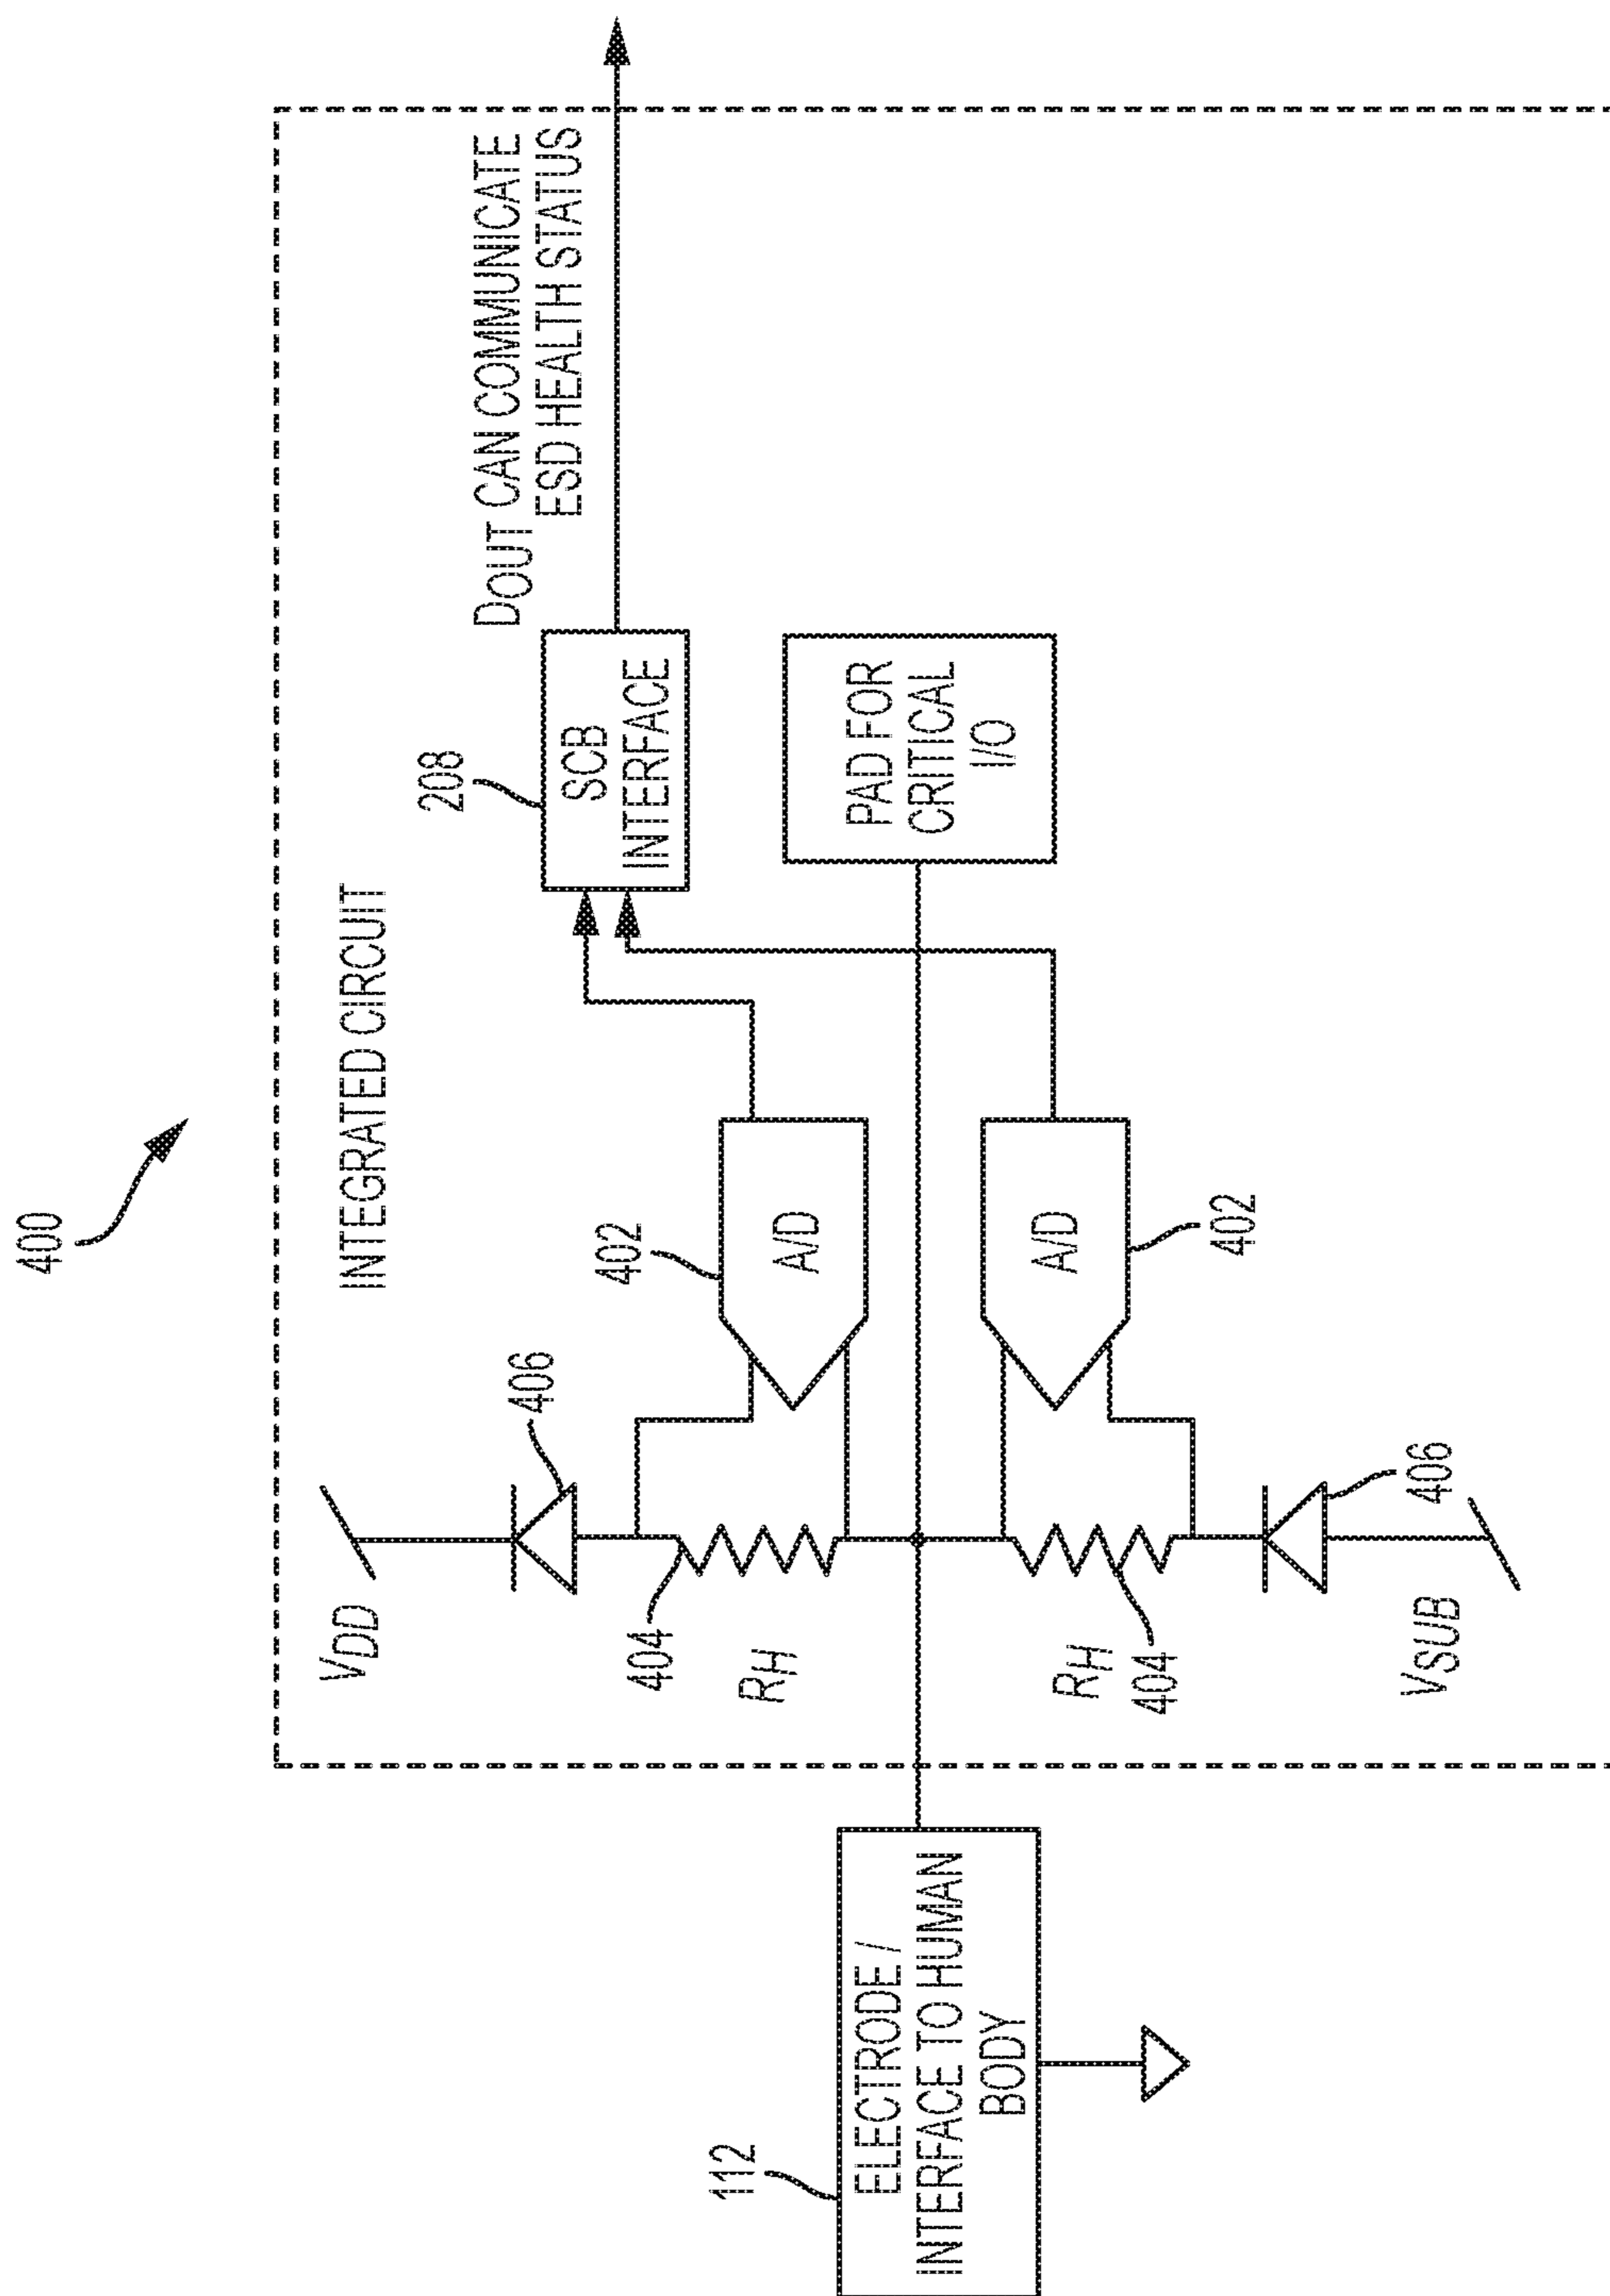 400
INTEGRATED CIRCUIT
VDD
406
404
RH
402
A/D
208
SCB
INTERFACE
DOUT CAN COMMUNICATE
ESD HEALTH STATUS
PAD FOR
CRITICAL
I/O
112
ELECTRODE /
INTERFACE TO HUMAN
BODY
RH
404
A/D
402
406
VSUB